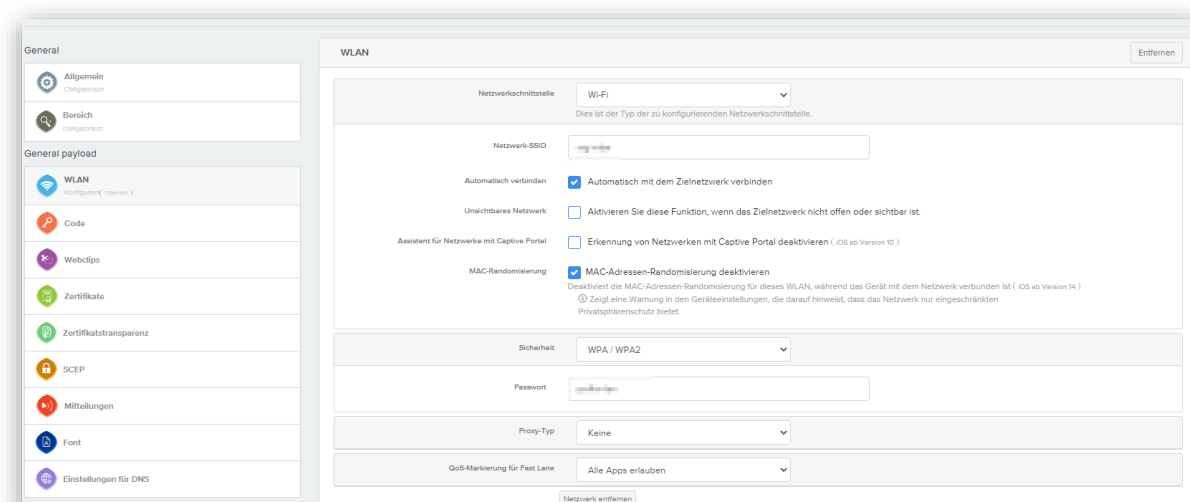 General
Allgemein
Obligatorisch
Bereich
Obligatorisch
General payload
WLAN
Konfiguriert( 1 Element )
Code
Webclips
Zertifikate
Zertifikatstransparenz
SCEP
Mitteilungen
Font
Einstellungen für DNS
WLAN
Entfernen
Netzwerkschnittstelle
Wi-Fi
Dies ist der Typ der zu konfigurierenden Netzwerkschnittstelle.
Netzwerk-SSID
Automatisch verbinden
Automatisch mit dem Zielnetzwerk verbinden
Unsichtbares Netzwerk
Aktivieren Sie diese Funktion, wenn das Zielnetzwerk nicht offen oder sichtbar ist.
Assistent für Netzwerke mit Captive Portal
Erkennung von Netzwerken mit Captive Portal deaktivieren ( iOS ab Version 10 )
MAC-Randomisierung
MAC-Adressen-Randomisierung deaktivieren
Deaktiviert die MAC-Adressen-Randomisierung für dieses WLAN, während das Gerät mit dem Netzwerk verbunden ist ( iOS ab Version 14 )
Zeigt eine Warnung in den Geräteeinstellungen, die darauf hinweist, dass das Netzwerk nur eingeschränkten
Privatsphärenschutz bietet.
Sicherheit
WPA / WPA2
Passwort
Proxy-Typ
Keine
QoS-Markierung für Fast Lane
Alle Apps erlauben
Netzwerk entfernen